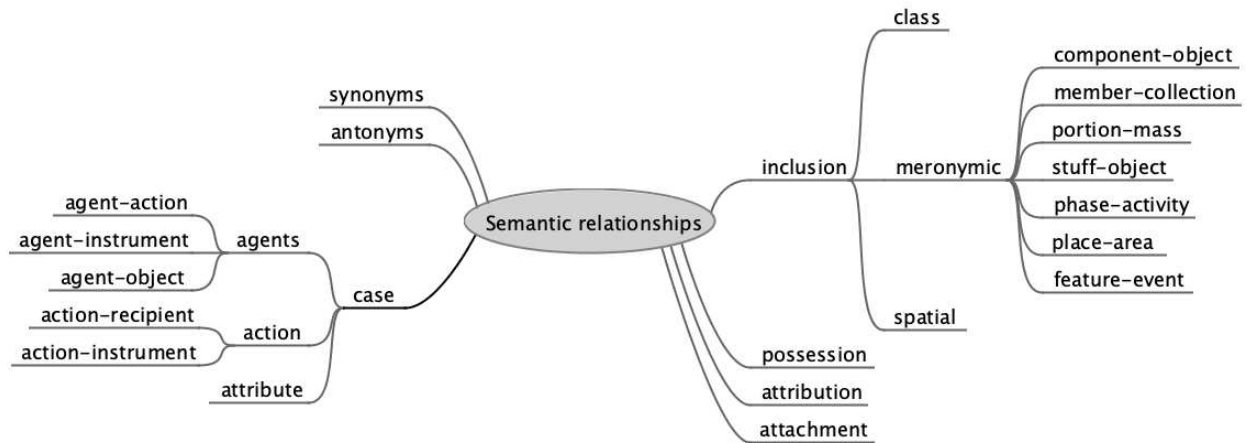 class
component-object
member-collection
portion-mass
stuff-object
phase-activity
place-area
feature-event
inclusion
meronymic
spatial
possession
attribution
attachment
Semantic relationships
synonyms
antonyms
case
agents
agent-action
agent-instrument
agent-object
action
action-recipient
action-instrument
attribute